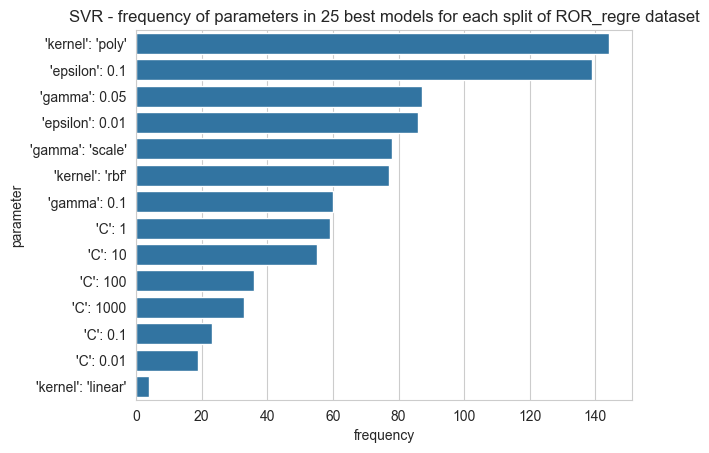 SVR - frequency of parameters in 25 best models for each split of ROR_regre dataset
parameter
'kernel': 'poly'
'epsilon': 0.1
'gamma': 0.05
'epsilon': 0.01
'gamma': 'scale'
'kernel': 'rbf'
'gamma': 0.1
'C': 1
'C': 10
'C': 100
'C': 1000
'C': 0.1
'C': 0.01
'kernel': 'linear'
0 20 40 60 80 100 120 140
frequency